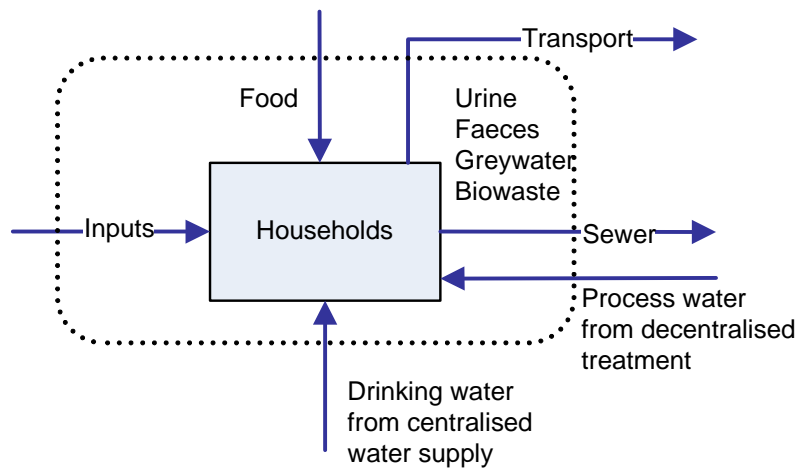 Transport
Food
Urine
Faeces
Greywater
Biowaste
Inputs
Households
Sewer
Process water
from decentralised
treatment
Drinking water
from centralised
water supply